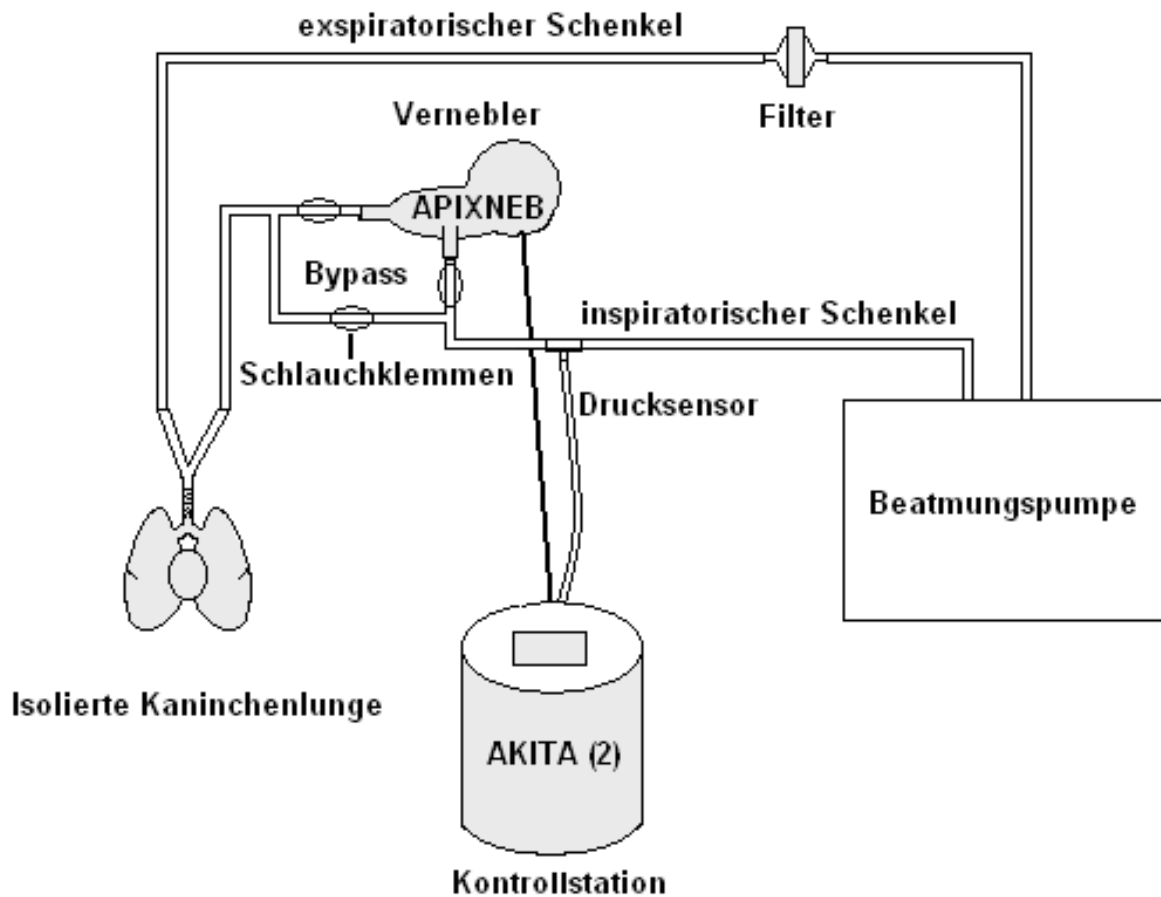 exspiratorischer Schenkel
Filter
Vernebler
APIXNEB
Bypass
inspiratorischer Schenkel
Schlauchklemmen
Drucksensor
Beatmungspumpe
Isolierte Kaninchenlunge
AKITA (2)
Kontrollstation